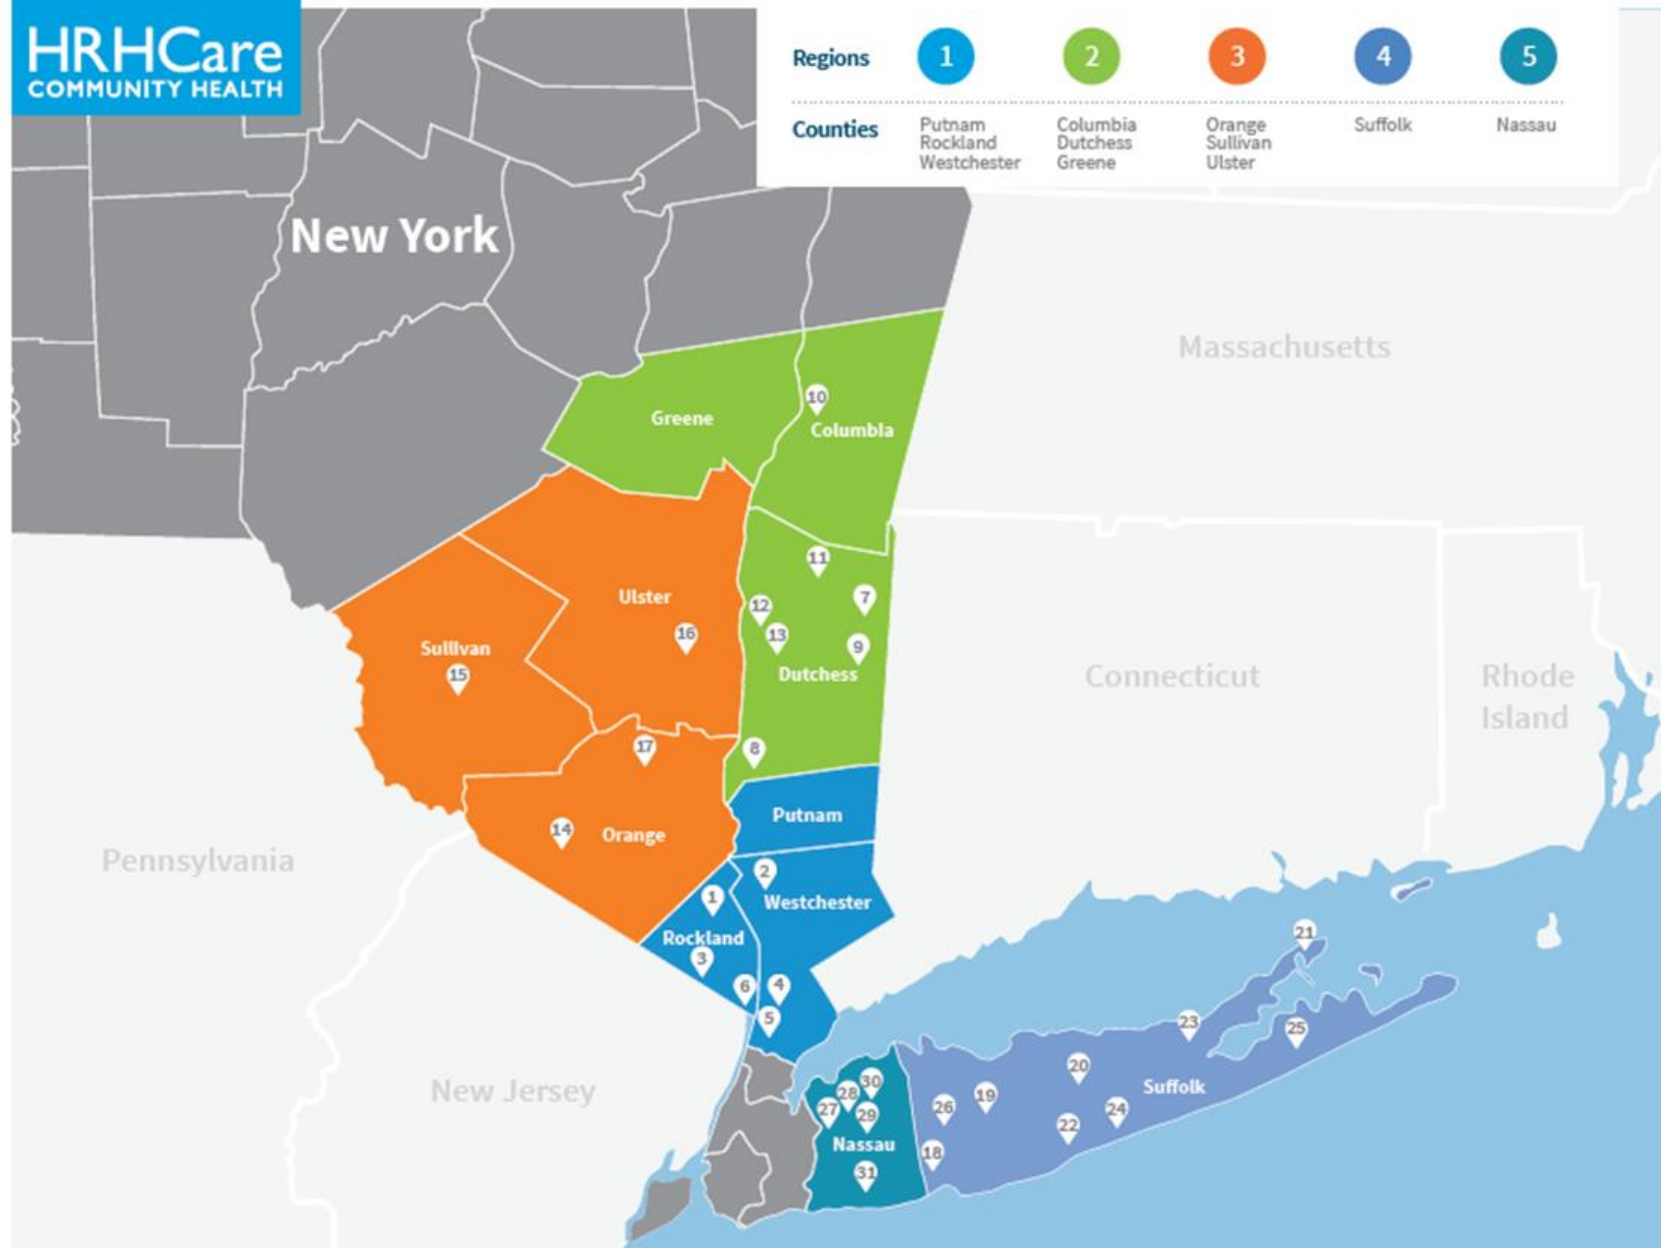 HRHCare
COMMUNITY HEALTH
Regions 1 2 3 4 5
Counties
Putnam
Rockland
Westchester
Columbia
Dutchess
Greene
Orange
Sullivan
Ulster
Suffolk
Nassau
New York
Massachusetts
10
Greene
Columbia
11
7
12
Ulster
16
13
9
Sullivan
15
Dutchess
Connecticut
Rhode
Island
17
8
Putnam
14
Orange
Pennsylvania
2
1
Westchester
Rockland
3
6
4
5
21
23
25
20
New Jersey
30
28
27
29
26
19
Suffolk
24
22
Nassau
18
31